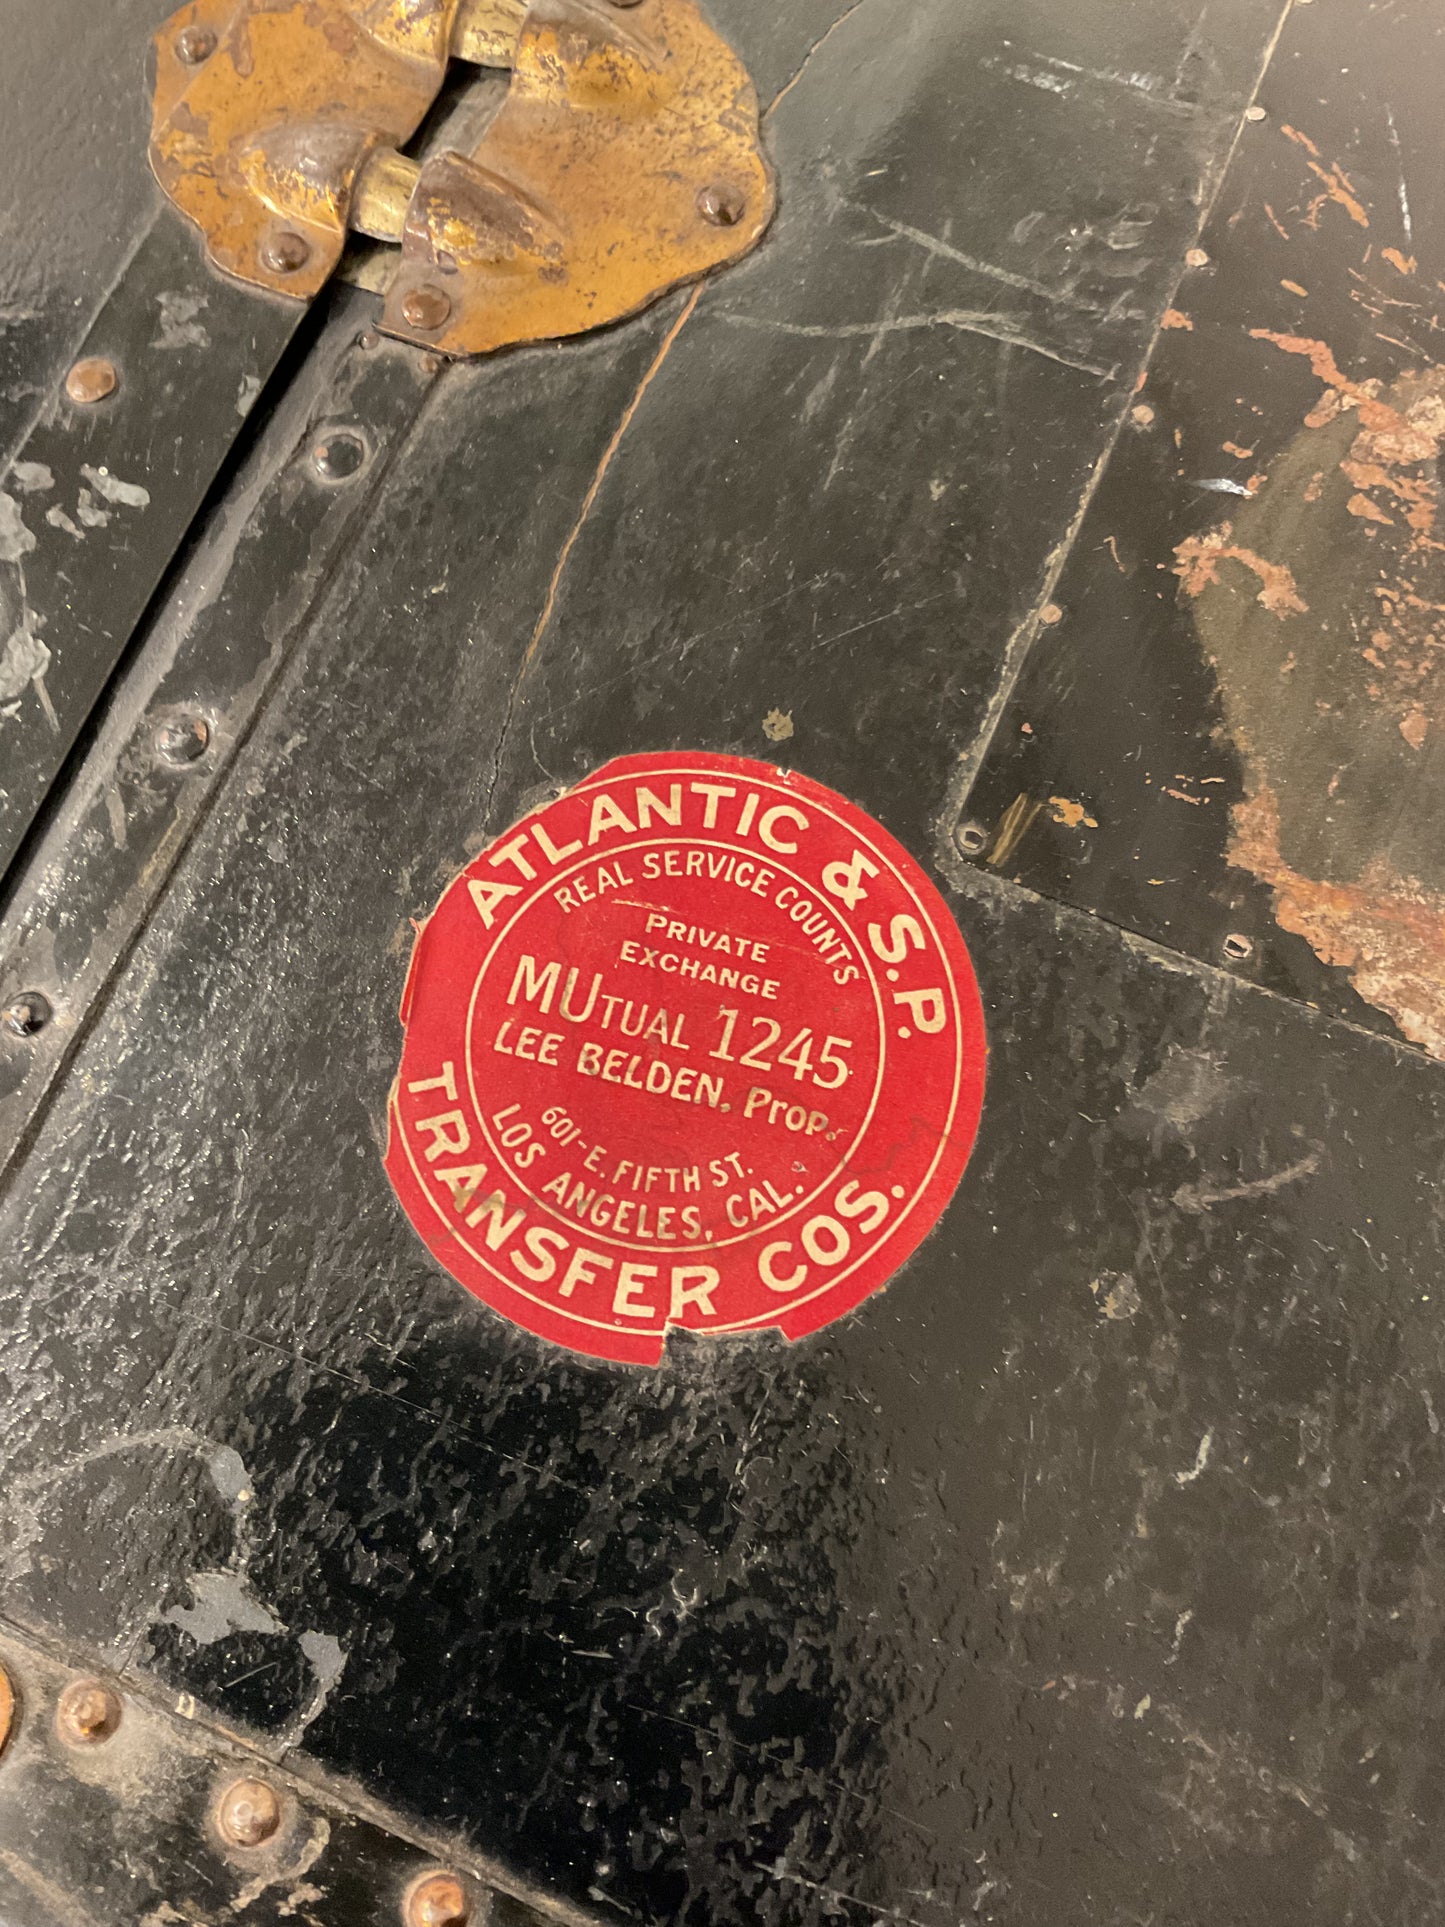 ATLANTIC & S.P.
REAL SERVICE COUNTS
PRIVATE
EXCHANGE
MUTUAL 1245
LEE BELDEN, PROP.
601-E. FIFTH ST.
LOS ANGELES, CAL.
TRANSFER COS.